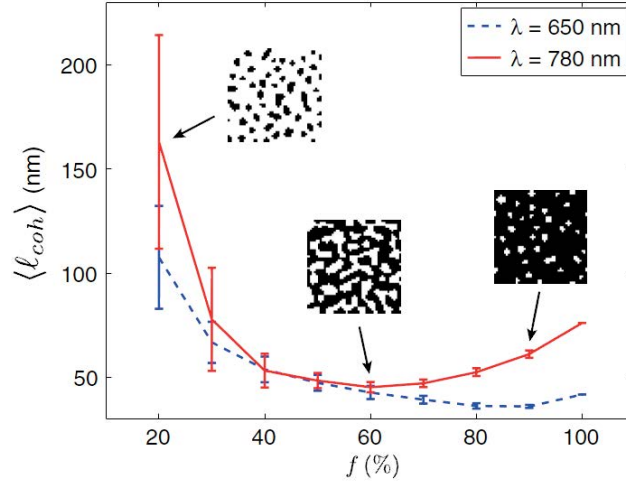 λ = 650 nm
λ = 780 nm
200
150
100
50
⟨ℓcoh⟩ (nm)
20 40 60 80 100
f (%)